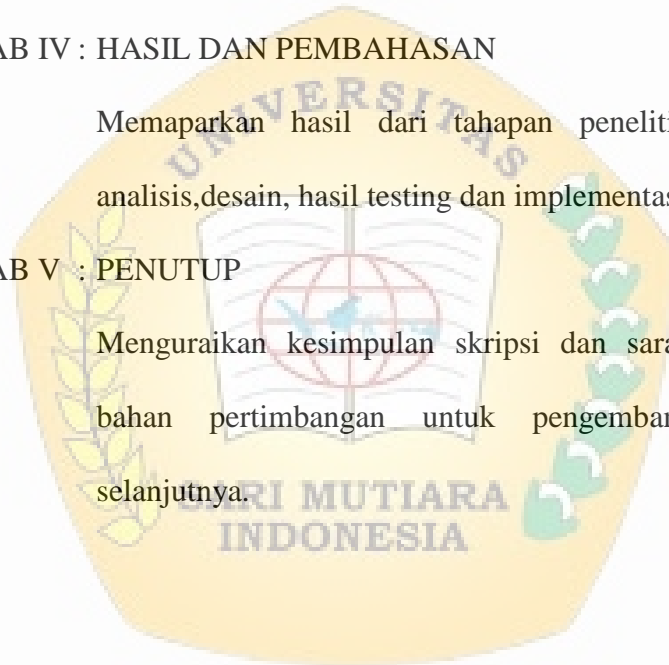 AB IV : HASIL DAN PEMBAHASAN
Memaparkan hasil dari tahapan peneliti
analisis,desain, hasil testing dan implementas
AB V : PENUTUP
Menguraikan kesimpulan skripsi dan sara
bahan pertimbangan untuk pengemban
selanjutnya.
UNIVERSITAS
SARI MUTIARA
INDONESIA